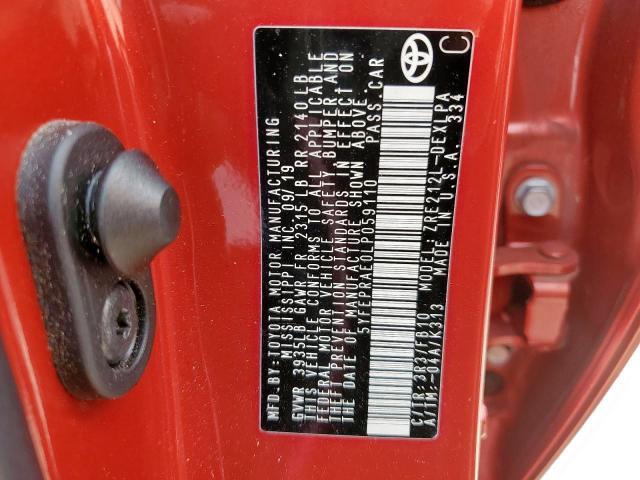 MFD.BY:TOYOTA MOTOR MANUFACTURING
MISSISSIPPI INC. 09/19
GVWR 3935LB GAWR FR 2315 LB RR 2140 LB
THIS VEHICLE CONFORMS TO ALL APPLICABLE
FEDERAL MOTOR VEHICLE SAFETY BUMPER, AND
THEFT PREVENTION STANDARDS IN EFFECT ON
THE DATE OF MANUFACTURE SHOWN ABOVE.
5YFEPRAE0LP059110 PASS. CAR
C/TR:3R3/FB10 MODEL:ZRE212L-DEXLPA
A/TM:-04A/K313 MADE IN U.S.A. 334
C